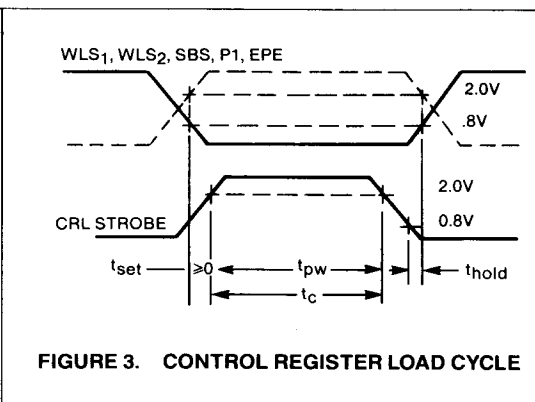 WLS1, WLS2, SBS, P1, EPE
2.0V
.8V
2.0V
CRL STROBE
0.8V
tset
≥0
tpw
thold
tc
FIGURE 3. CONTROL REGISTER LOAD CYCLE